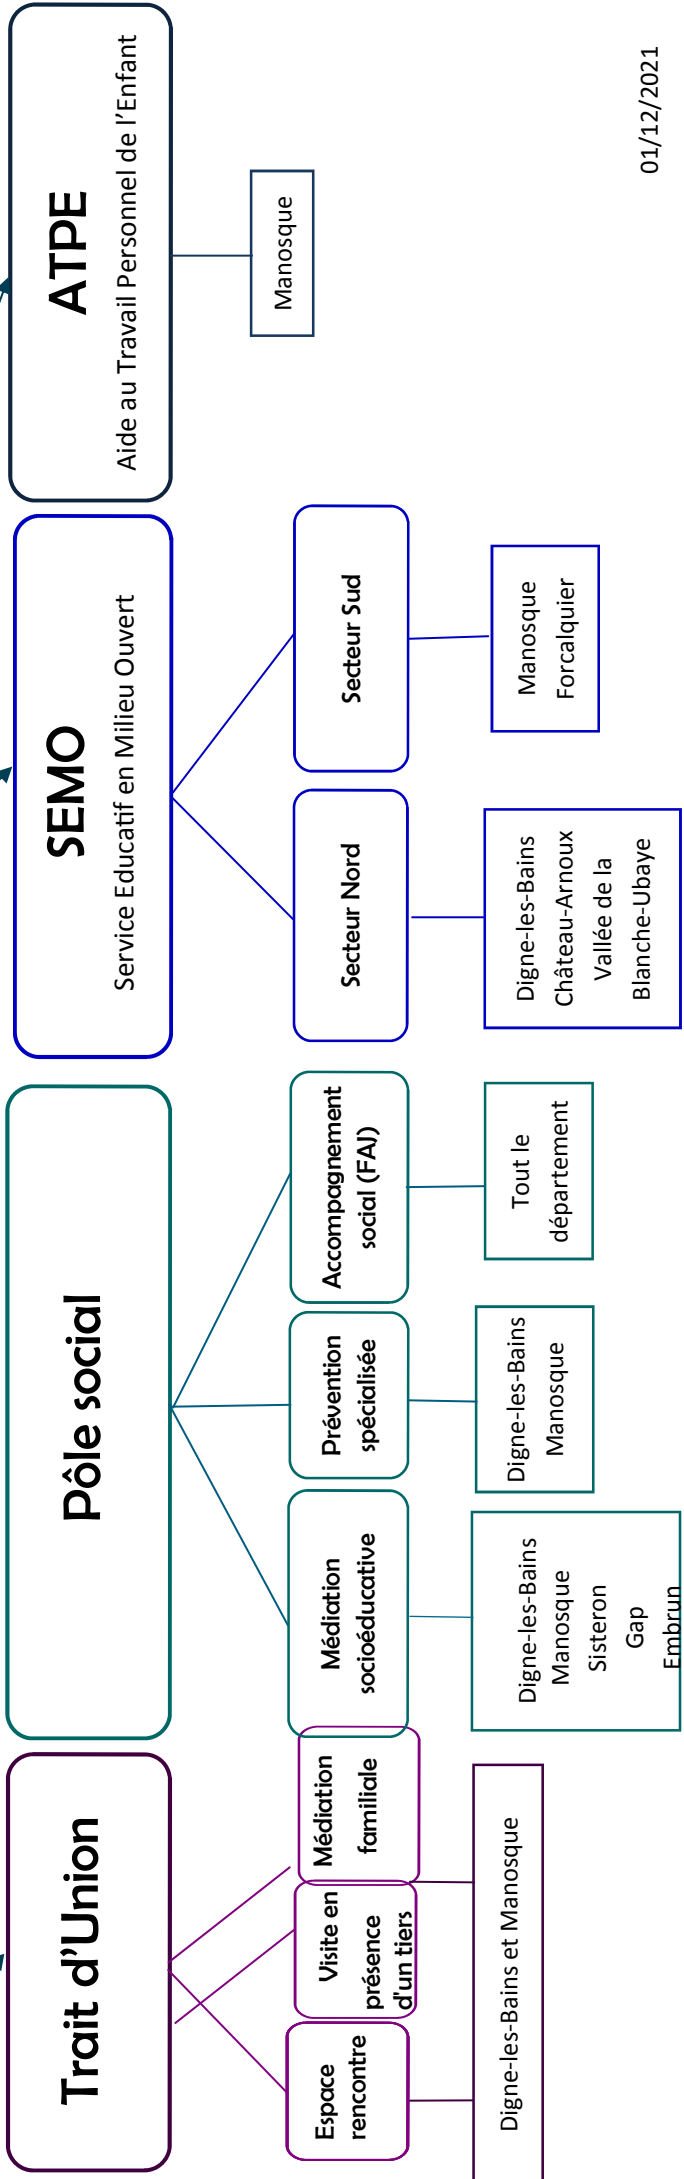 Trait d'Union
Espace
rencontre
Visite en
présence
d'un tiers
Médiation
familiale
Digne-les-Bains et Manosque
Pôle social
Médiation
socioéducative
Digne-les-Bains
Manosque
Sisteron
Gap
Embrun
Prévention
spécialisée
Digne-les-Bains
Manosque
Accompagnement
social (FAJ)
Tout le
département
SEMO
Service Educatif en Milieu Ouvert
Secteur Nord
Digne-les-Bains
Château-Arnoux
Vallée de la
Blanche-Ubaye
Secteur Sud
Manosque
Forcalquier
ATPE
Aide au Travail Personnel de l'Enfant
Manosque
01/12/2021